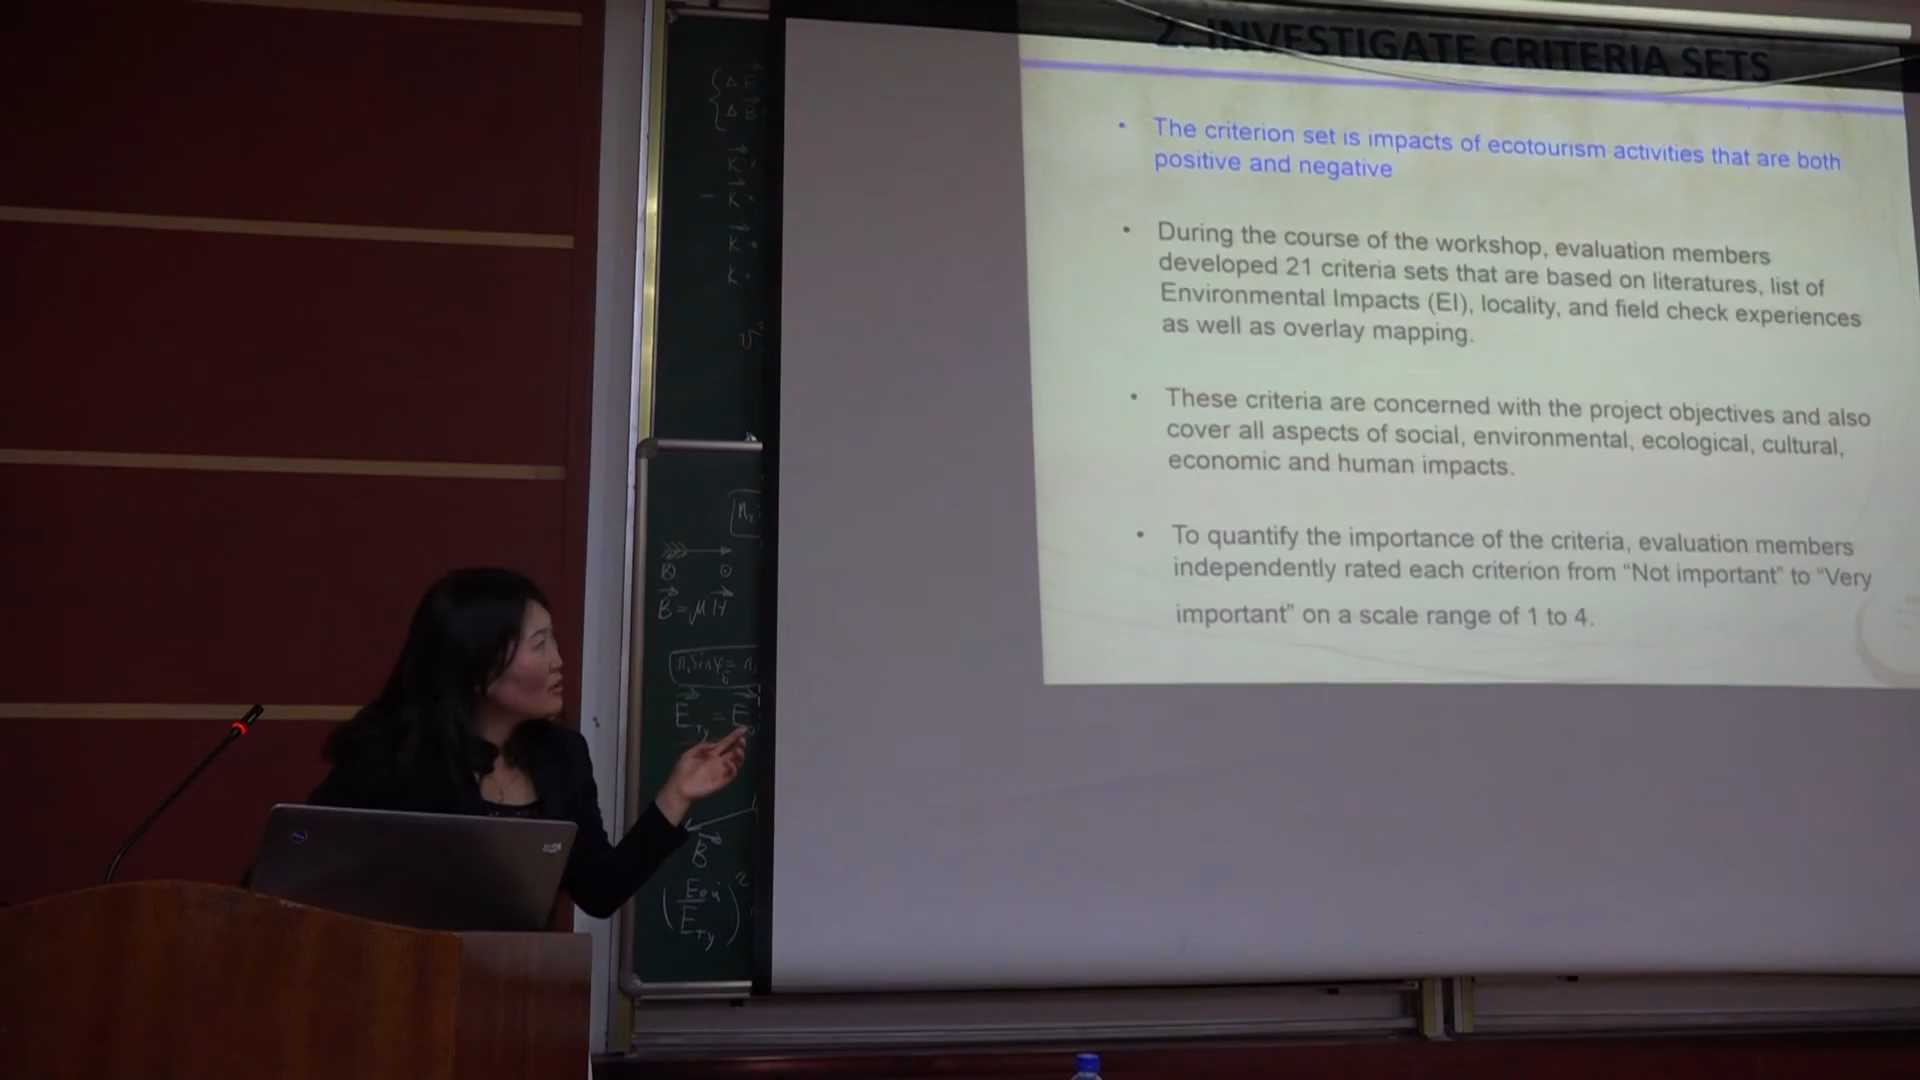 2. INVESTIGATE CRITERIA SETS
• The criterion set is impacts of ecotourism activities that are both
positive and negative
• During the course of the workshop, evaluation members
developed 21 criteria sets that are based on literatures, list of
Environmental Impacts (EI), locality, and field check experiences
as well as overlay mapping.
• These criteria are concerned with the project objectives and also
cover all aspects of social, environmental, ecological, cultural,
economic and human impacts.
• To quantify the importance of the criteria, evaluation members
independently rated each criterion from “Not important” to “Very
important” on a scale range of 1 to 4.
Δ E
Δ B
K
- K
K
K
n₂
B = μH
E
B